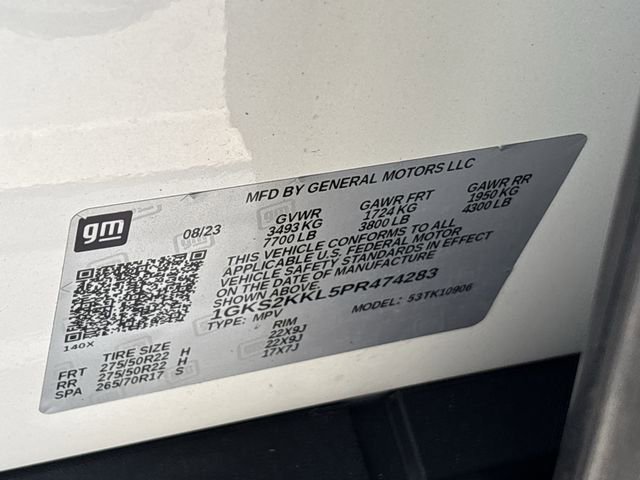 MFD BY GENERAL MOTORS LLC
gm
08/23 GVWR GAWR FRT GAWR RR
3493 KG 1724 KG 1950 KG
7700 LB 3800 LB 4300 LB
THIS VEHICLE CONFORMS TO ALL
APPLICABLE U.S. FEDERAL MOTOR
VEHICLE SAFETY STANDARDS IN EFFECT
ON THE DATE OF MANUFACTURE
SHOWN ABOVE.
1GKS2KKL5PR474283
TYPE: MPV MODEL: 53TK10906
140X
TIRE SIZE RIM
FRT 275/50R22 H 22X9J
RR 275/50R22 H 22X9J
SPA 265/70R17 S 17X7J